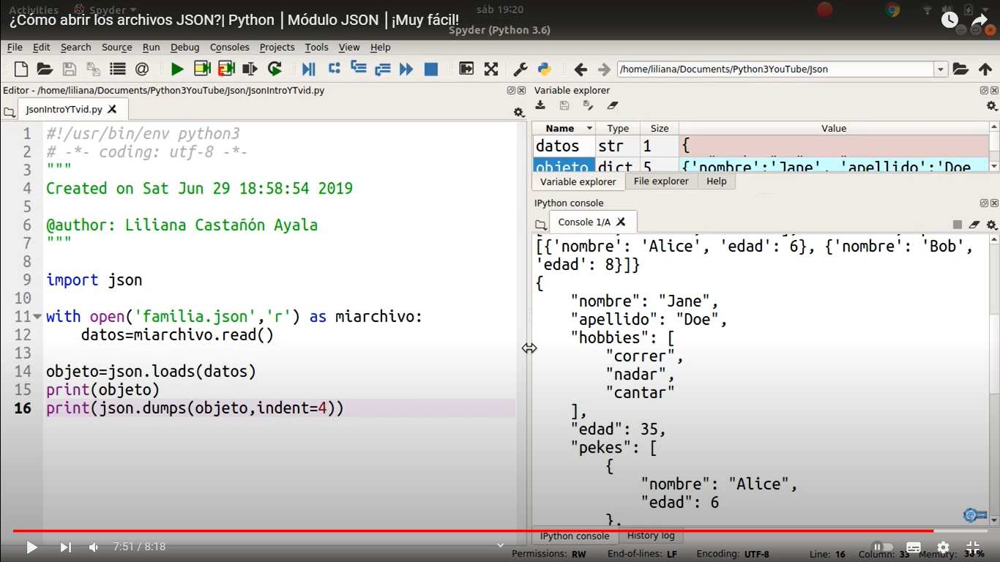 Activities
Spyder
sáb 19:20
¿Cómo abrir los archivos JSON?| Python | Módulo JSON | ¡Muy fácil!
Spyder (Python 3.6)
File Edit Search Source Run Debug Consoles Projects Tools View Help
/home/liliana/Documents/Python3YouTube/Json
Editor - /home/liliana/Documents/Python3YouTube/Json/JsonIntroYTvid.py
JsonIntroYTvid.py
1 #!/usr/bin/env python3
2 # -*- coding: utf-8 -*-
3 """
4 Created on Sat Jun 29 18:58:54 2019
5
6 @author: Liliana Castañón Ayala
7 """
8
9 import json
10
11 with open('familia.json','r') as miarchivo:
12 datos=miarchivo.read()
13
14 objeto=json.loads(datos)
15 print(objeto)
16 print(json.dumps(objeto,indent=4))
Variable explorer
Name Type Size Value
datos str 1 {
objeto dict 5 {'nombre':'Jane', 'apellido':'Doe
Variable explorer File explorer Help
IPython console
Console 1/A
[{'nombre': 'Alice', 'edad': 6}, {'nombre': 'Bob',
'edad': 8}]}
{
"nombre": "Jane",
"apellido": "Doe",
"hobbies": [
"correr",
"nadar",
"cantar"
],
"edad": 35,
"pekes": [
{
"nombre": "Alice",
"edad": 6
},
IPython console History log
7:51 / 8:18
Permissions: RW End-of-lines: LF Encoding: UTF-8 Line: 16 Column: 33 Memory: